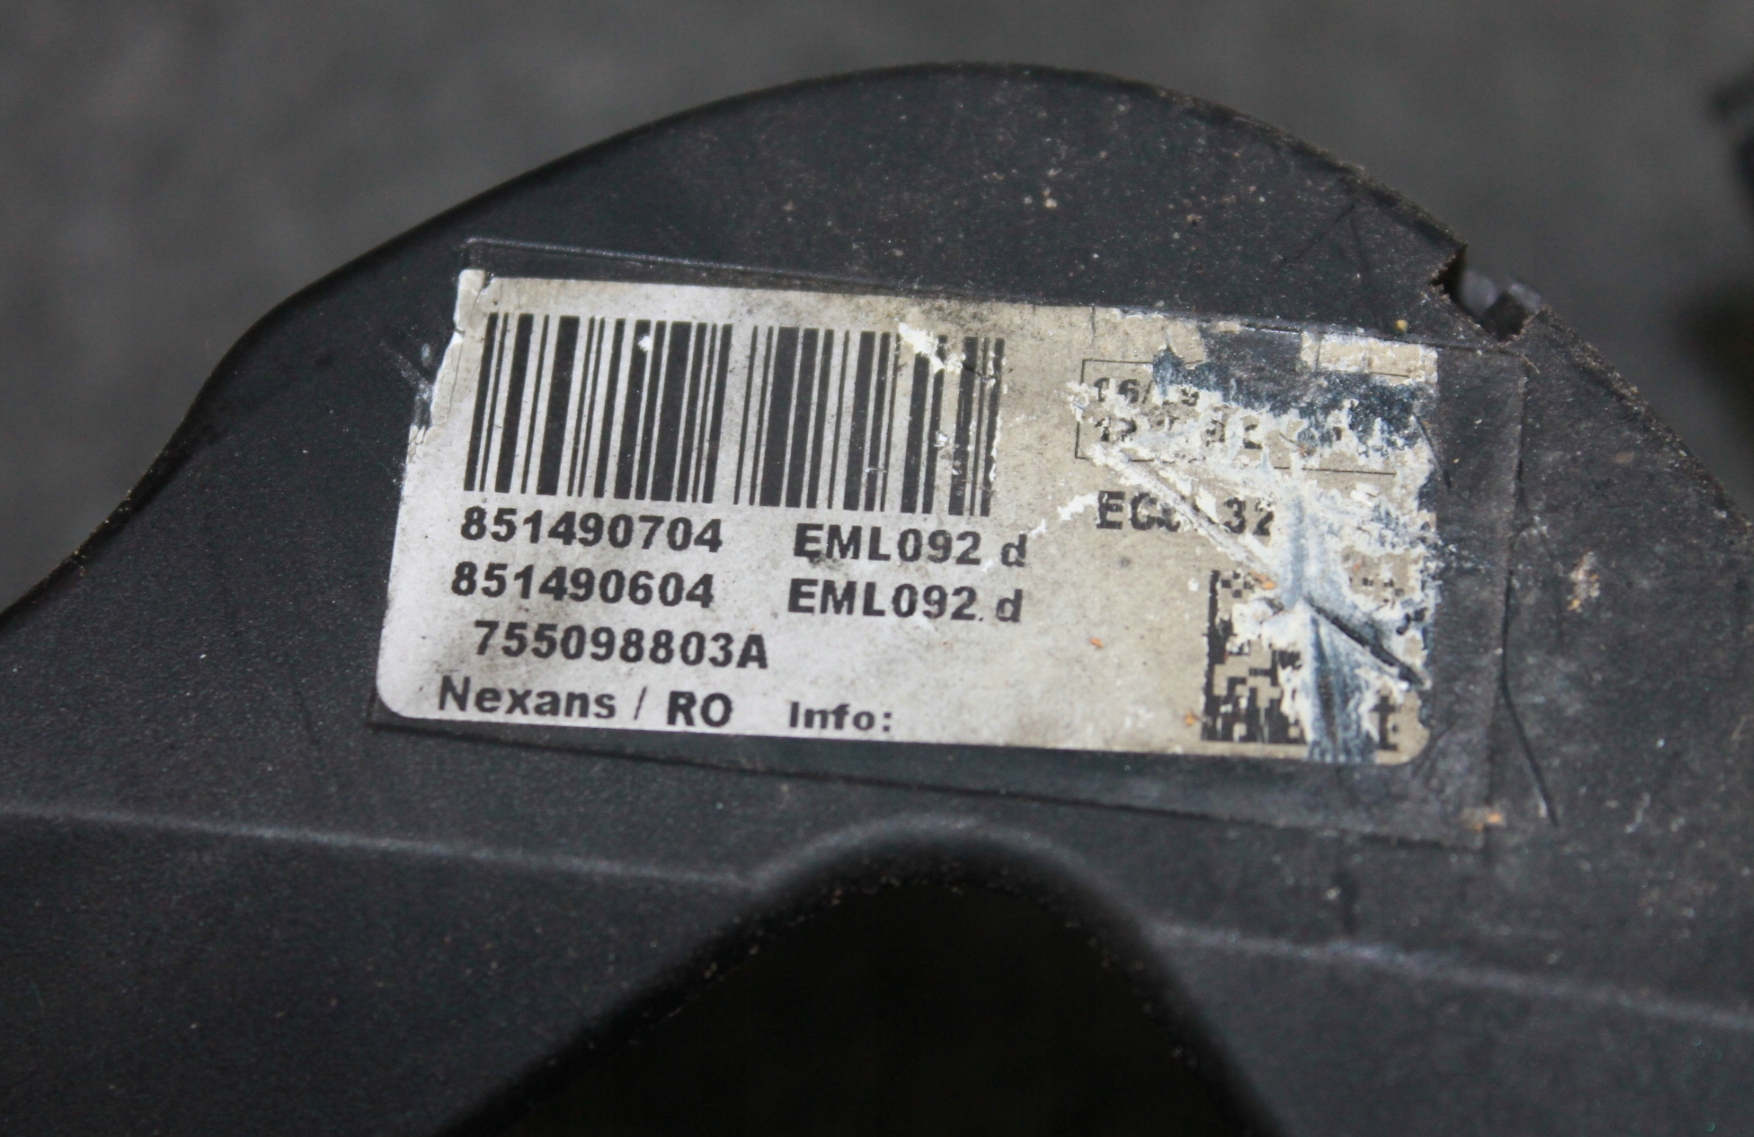 851490704 EML092 d
851490604 EML092 d
755098803A
Nexans / RO Info: